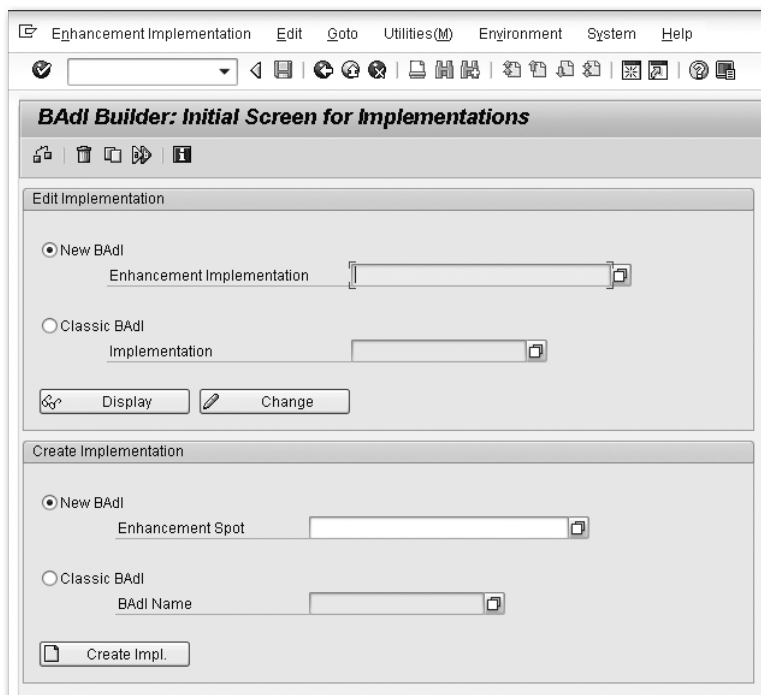 Enhancement Implementation Edit Goto Utilities(M) Environment System Help
BAdI Builder: Initial Screen for Implementations
Edit Implementation
New BAdI
Enhancement Implementation
Classic BAdI
Implementation
Display Change
Create Implementation
New BAdI
Enhancement Spot
Classic BAdI
BAdI Name
Create Impl.